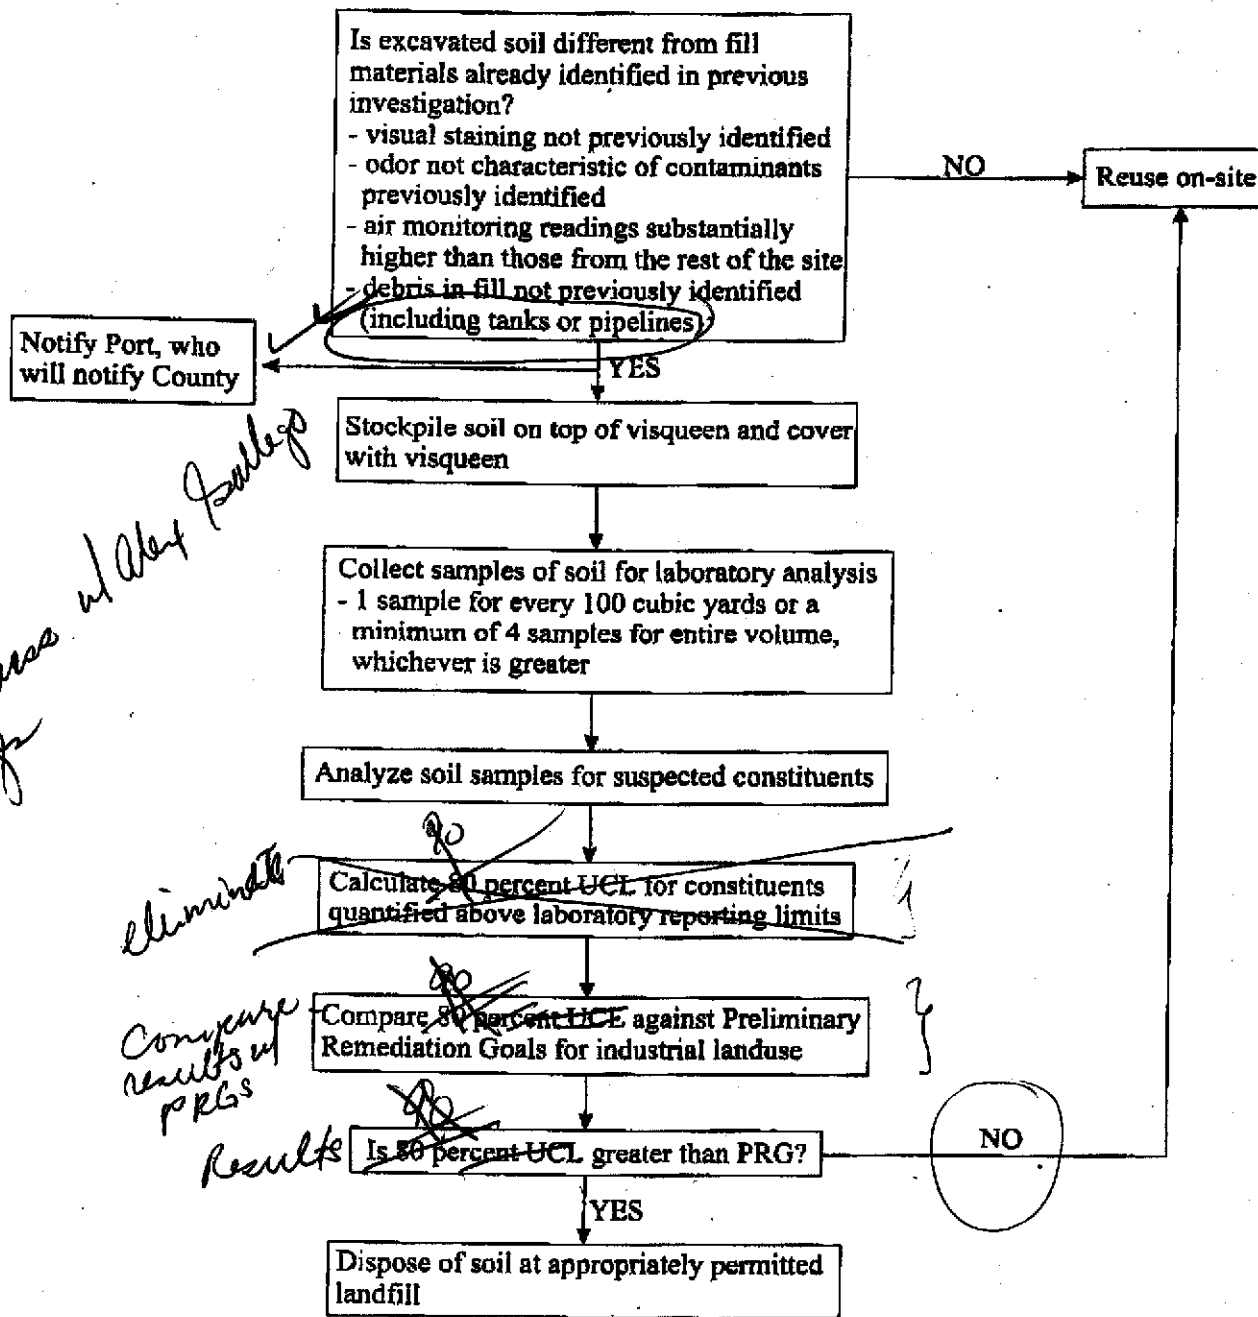 Is excavated soil different from fill
materials already identified in previous
investigation?
- visual staining not previously identified
- odor not characteristic of contaminants
previously identified
- air monitoring readings substantially
higher than those from the rest of the site
- debris in fill not previously identified
(including tanks or pipelines)
NO
Reuse on-site
Notify Port, who
will notify County
YES
Stockpile soil on top of visqueen and cover
with visqueen
w/ Alex
Collect samples of soil for laboratory analysis
- 1 sample for every 100 cubic yards or a
minimum of 4 samples for entire volume,
whichever is greater
Analyze soil samples for suspected constituents
90
eliminate
Calculate 80 percent UCL for constituents
quantified above laboratory reporting limits
90
Compare
results w/
PRGs
Compare 80 percent UCL against Preliminary
Remediation Goals for industrial landuse
90
Results
Is 80 percent UCL greater than PRG?
NO
YES
Dispose of soil at appropriately permitted
landfill